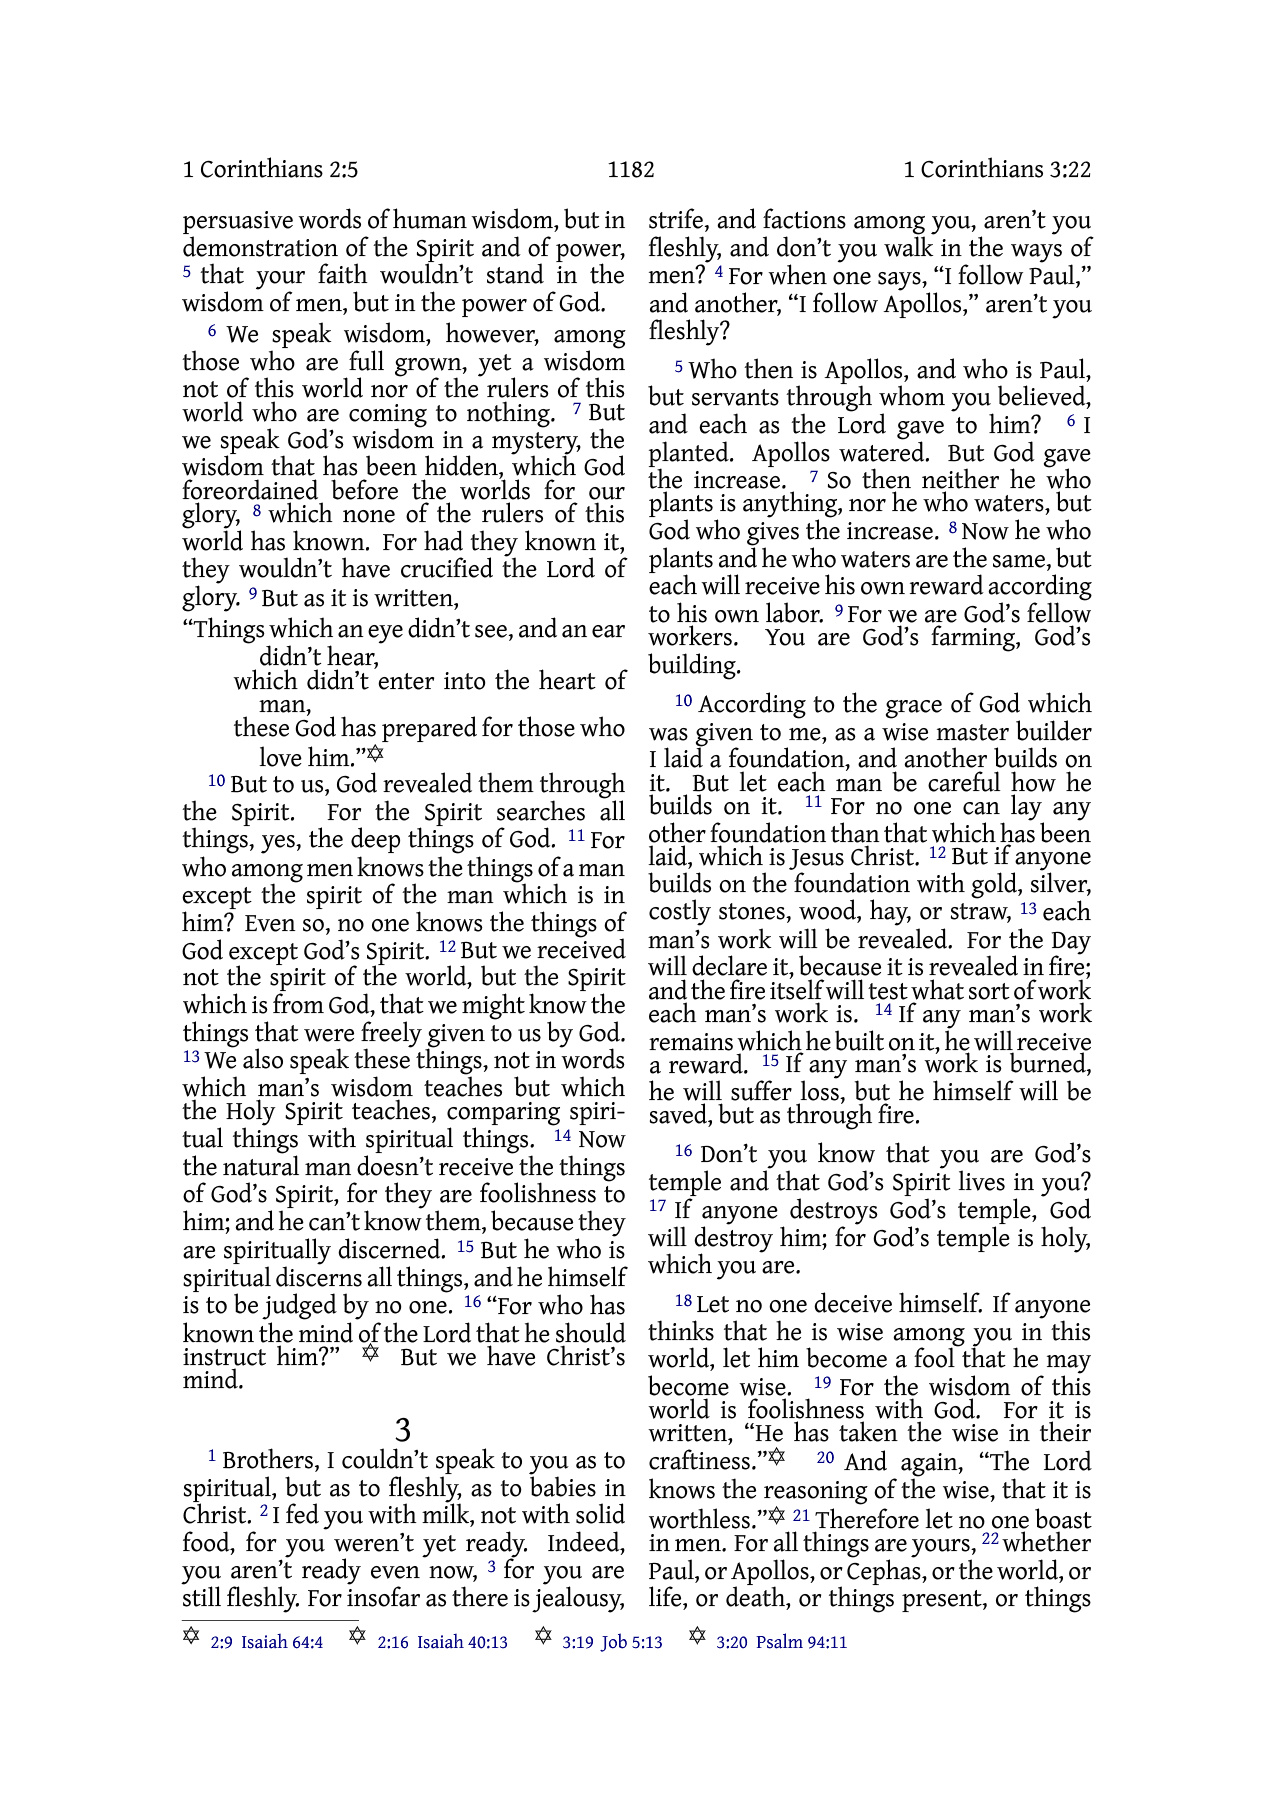 1 Corinthians 2:5 1182 1 Corinthians 3:22
persuasive words of human wisdom, but in
demonstration of the Spirit and of power,
5 that your faith wouldn’t stand in the
wisdom of men, but in the power of God.
6 We speak wisdom, however, among
those who are full grown, yet a wisdom
not of this world nor of the rulers of this
world who are coming to nothing. 7 But
we speak God’s wisdom in a mystery, the
wisdom that has been hidden, which God
foreordained before the worlds for our
glory, 8 which none of the rulers of this
world has known. For had they known it,
they wouldn’t have crucified the Lord of
glory. 9 But as it is written,
“Things which an eye didn’t see, and an ear
didn’t hear,
which didn’t enter into the heart of
man,
these God has prepared for those who
love him.”✡
10 But to us, God revealed them through
the Spirit. For the Spirit searches all
things, yes, the deep things of God. 11 For
who among men knows the things of a man
except the spirit of the man which is in
him? Even so, no one knows the things of
God except God’s Spirit. 12 But we received
not the spirit of the world, but the Spirit
which is from God, that we might know the
things that were freely given to us by God.
13 We also speak these things, not in words
which man’s wisdom teaches but which
the Holy Spirit teaches, comparing spiri-
tual things with spiritual things. 14 Now
the natural man doesn’t receive the things
of God’s Spirit, for they are foolishness to
him; and he can’t know them, because they
are spiritually discerned. 15 But he who is
spiritual discerns all things, and he himself
is to be judged by no one. 16 “For who has
known the mind of the Lord that he should
instruct him?” ✡ But we have Christ’s
mind.
3
1 Brothers, I couldn’t speak to you as to
spiritual, but as to fleshly, as to babies in
Christ. 2 I fed you with milk, not with solid
food, for you weren’t yet ready. Indeed,
you aren’t ready even now, 3 for you are
still fleshly. For insofar as there is jealousy,
strife, and factions among you, aren’t you
fleshly, and don’t you walk in the ways of
men? 4 For when one says, “I follow Paul,”
and another, “I follow Apollos,” aren’t you
fleshly?
5 Who then is Apollos, and who is Paul,
but servants through whom you believed,
and each as the Lord gave to him? 6 I
planted. Apollos watered. But God gave
the increase. 7 So then neither he who
plants is anything, nor he who waters, but
God who gives the increase. 8 Now he who
plants and he who waters are the same, but
each will receive his own reward according
to his own labor. 9 For we are God’s fellow
workers. You are God’s farming, God’s
building.
10 According to the grace of God which
was given to me, as a wise master builder
I laid a foundation, and another builds on
it. But let each man be careful how he
builds on it. 11 For no one can lay any
other foundation than that which has been
laid, which is Jesus Christ. 12 But if anyone
builds on the foundation with gold, silver,
costly stones, wood, hay, or straw, 13 each
man’s work will be revealed. For the Day
will declare it, because it is revealed in fire;
and the fire itself will test what sort of work
each man’s work is. 14 If any man’s work
remains which he built on it, he will receive
a reward. 15 If any man’s work is burned,
he will suffer loss, but he himself will be
saved, but as through fire.
16 Don’t you know that you are God’s
temple and that God’s Spirit lives in you?
17 If anyone destroys God’s temple, God
will destroy him; for God’s temple is holy,
which you are.
18 Let no one deceive himself. If anyone
thinks that he is wise among you in this
world, let him become a fool that he may
become wise. 19 For the wisdom of this
world is foolishness with God. For it is
written, “He has taken the wise in their
craftiness.”✡ 20 And again, “The Lord
knows the reasoning of the wise, that it is
worthless.”✡ 21 Therefore let no one boast
in men. For all things are yours, 22 whether
Paul, or Apollos, or Cephas, or the world, or
life, or death, or things present, or things
✡ 2:9 Isaiah 64:4 ✡ 2:16 Isaiah 40:13 ✡ 3:19 Job 5:13 ✡ 3:20 Psalm 94:11